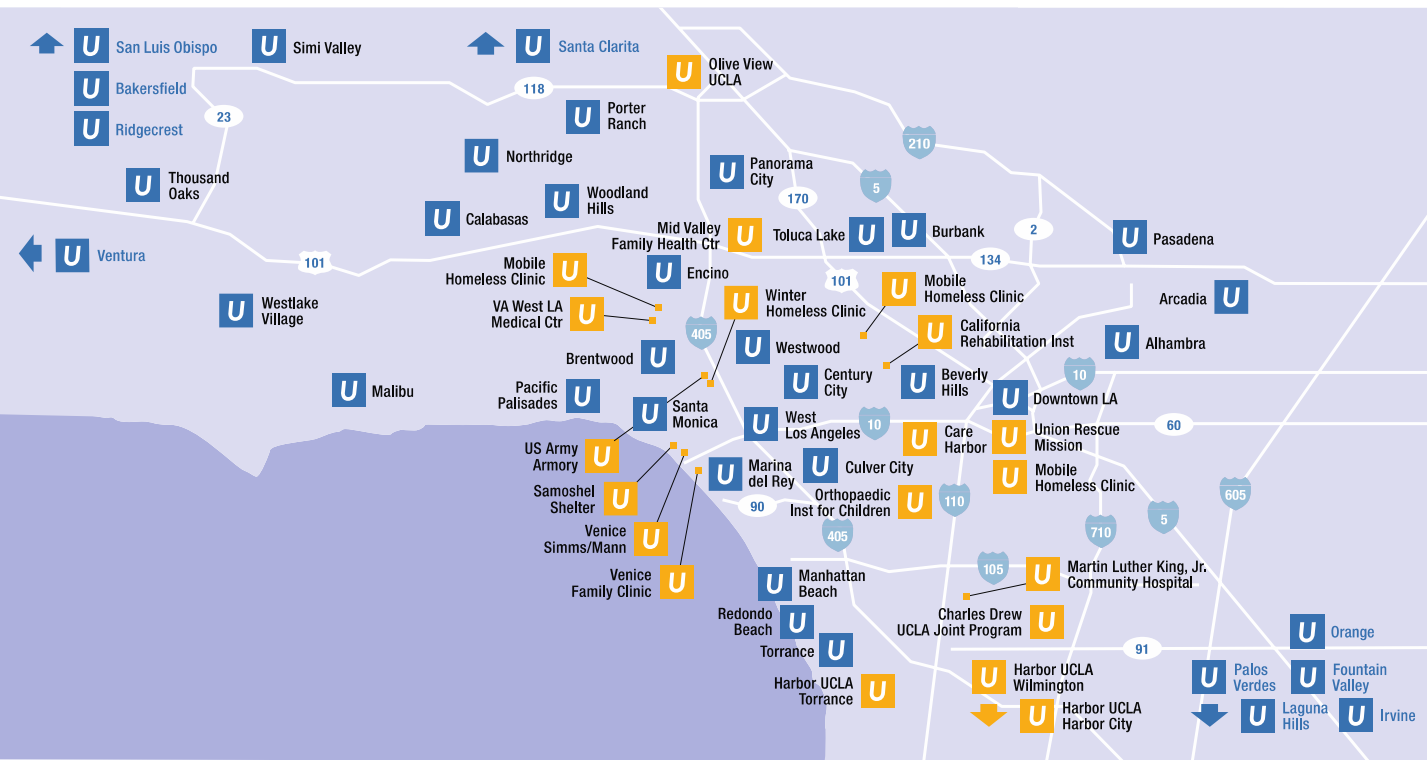 U San Luis Obispo
U Simi Valley
U Santa Clarita
U Bakersfield
U Ridgecrest
U Olive View
UCLA
118
23
U Porter
Ranch
210
U Northridge
U Panorama
City
5
170
U Thousand
Oaks
U Woodland
Hills
U Calabasas
Mid Valley
Family Health Ctr U
Toluca Lake U
U Burbank
2
U Pasadena
U Ventura
101
134
Mobile
Homeless Clinic U
U Encino
101
U Mobile
Homeless Clinic
Arcadia U
U Westlake
Village
VA West LA
Medical Ctr U
U Winter
Homeless Clinic
405
U California
Rehabilitation Inst
U Alhambra
Brentwood U
U Westwood
U Malibu
Pacific
Palisades U
U Century
City
U Beverly
Hills
10
U Downtown LA
U Santa
Monica
U West
Los Angeles
10
U Care
Harbor
U Union Rescue
Mission
60
US Army
Armory U
U Marina
del Rey
U Culver City
U Mobile
Homeless Clinic
Samoshel
Shelter U
90
Orthopaedic
Inst for Children U
110
605
Venice
Simms/Mann U
405
710
5
Venice
Family Clinic U
U Manhattan
Beach
105
U Martin Luther King, Jr.
Community Hospital
Redondo
Beach U
Charles Drew
UCLA Joint Program U
U Orange
Torrance U
91
Harbor UCLA
Torrance U
U Harbor UCLA
Wilmington
U Palos
Verdes
U Fountain
Valley
U Harbor UCLA
Harbor City
U Laguna
Hills
U Irvine